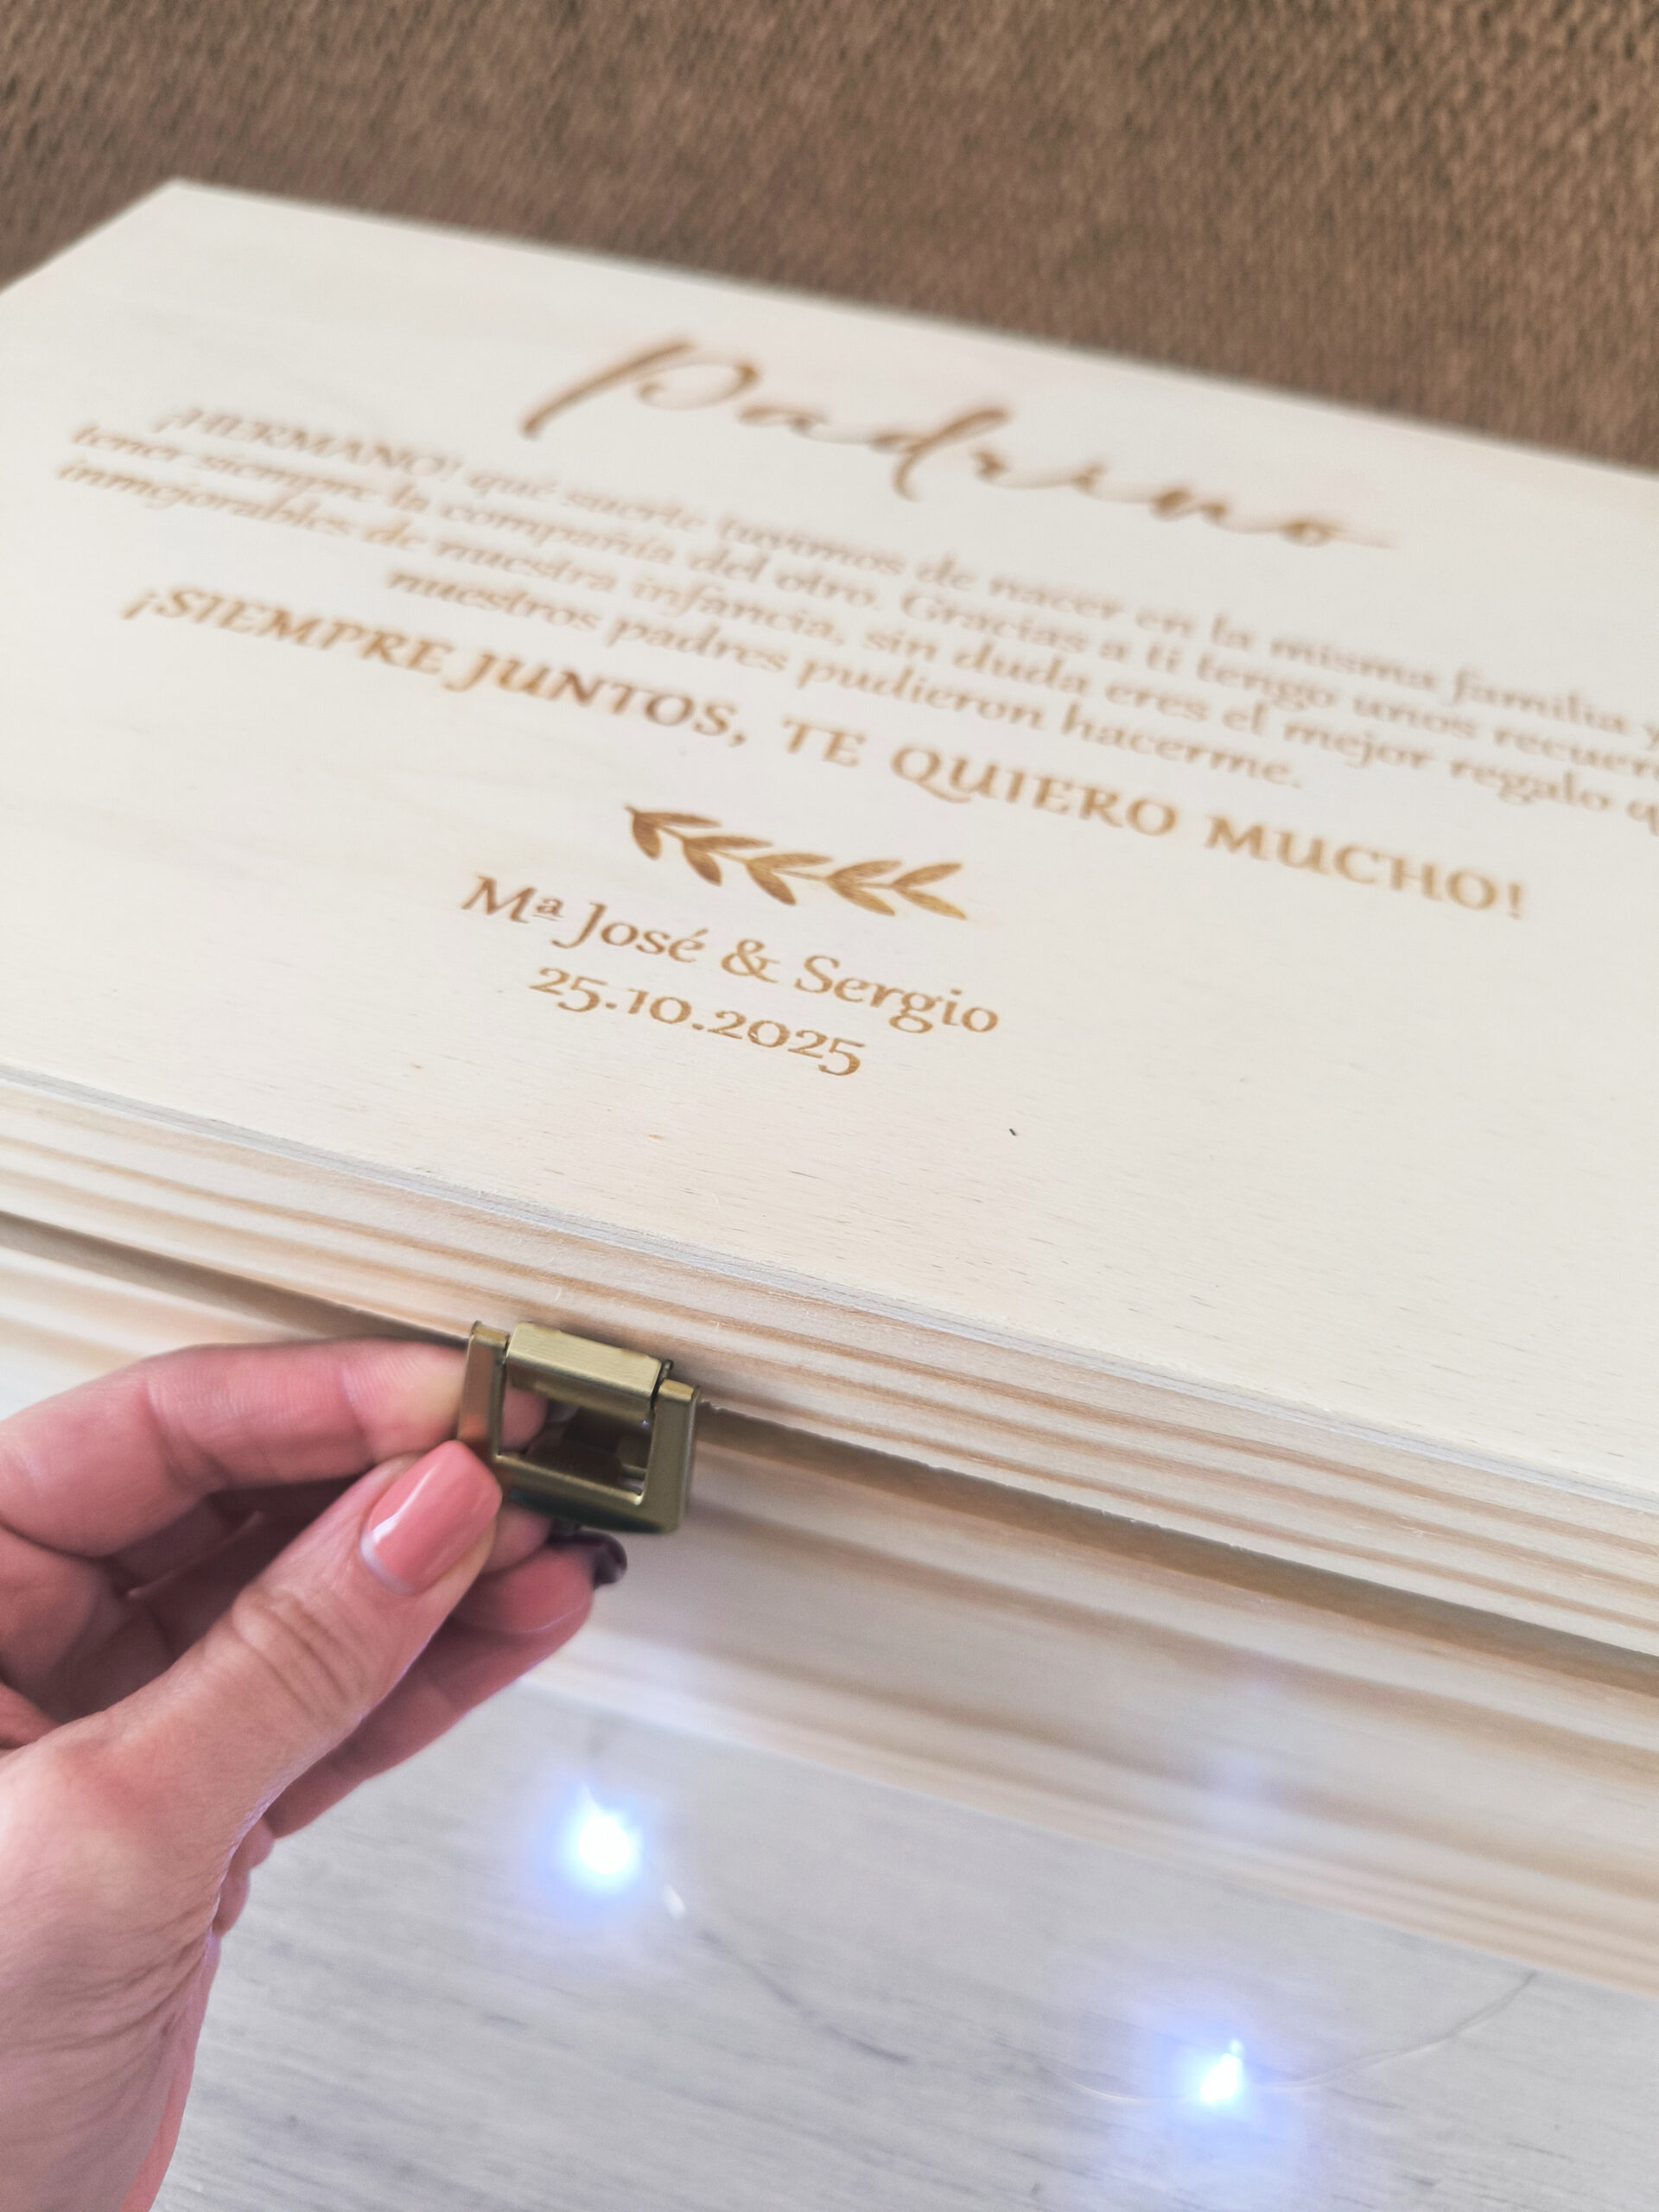 Padrino
¡HERMANO! qué suerte tuvimos de nacer en la misma familia y
tener siempre la compañía del otro. Gracias a ti tengo unos
inmejorables de nuestra infancia, sin duda eres el mejor regalo
nuestros padres pudieron hacerme.
¡SIEMPRE JUNTOS, TE QUIERO MUCHO!
Mª José & Sergio
25.10.2025